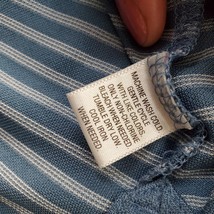 MACHINE WASH COLD
GENTLE CYCLE
WITH LIKE COLORS.
ONLY NON-CHLORINE
BLEACH WHEN NEEDED
TUMBLE DRY LOW.
COOL IRON
WHEN NEEDED.